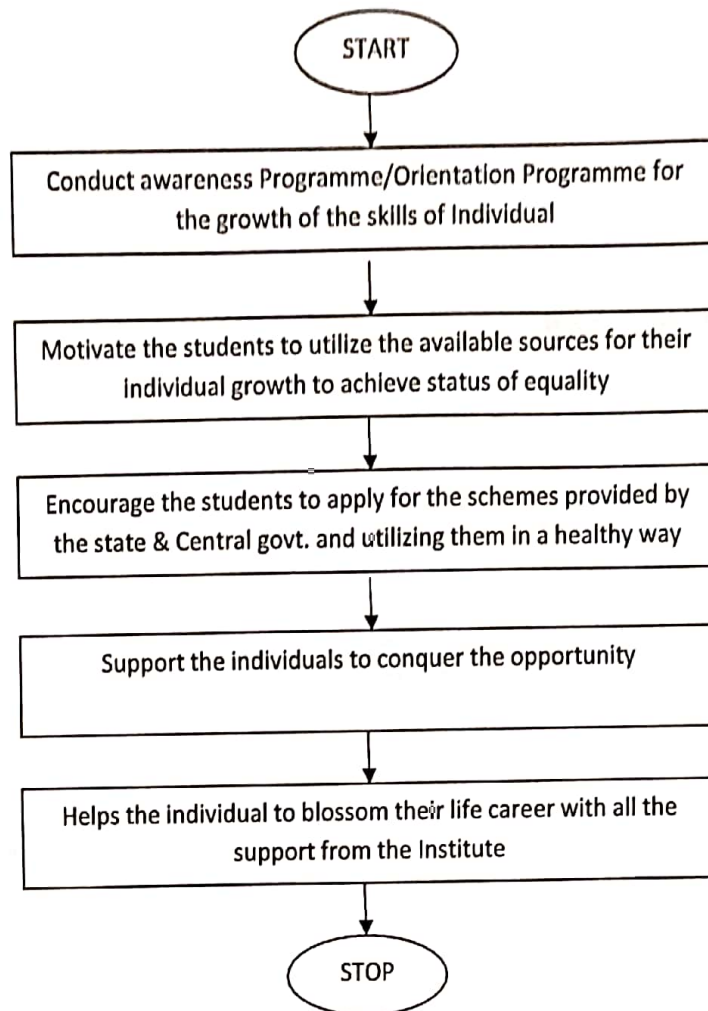 START
Conduct awareness Programme/Orientation Programme for
the growth of the skills of Individual
Motivate the students to utilize the available sources for their
individual growth to achieve status of equality
Encourage the students to apply for the schemes provided by
the state & Central govt. and utilizing them in a healthy way
Support the individuals to conquer the opportunity
Helps the individual to blossom their life career with all the
support from the Institute
STOP